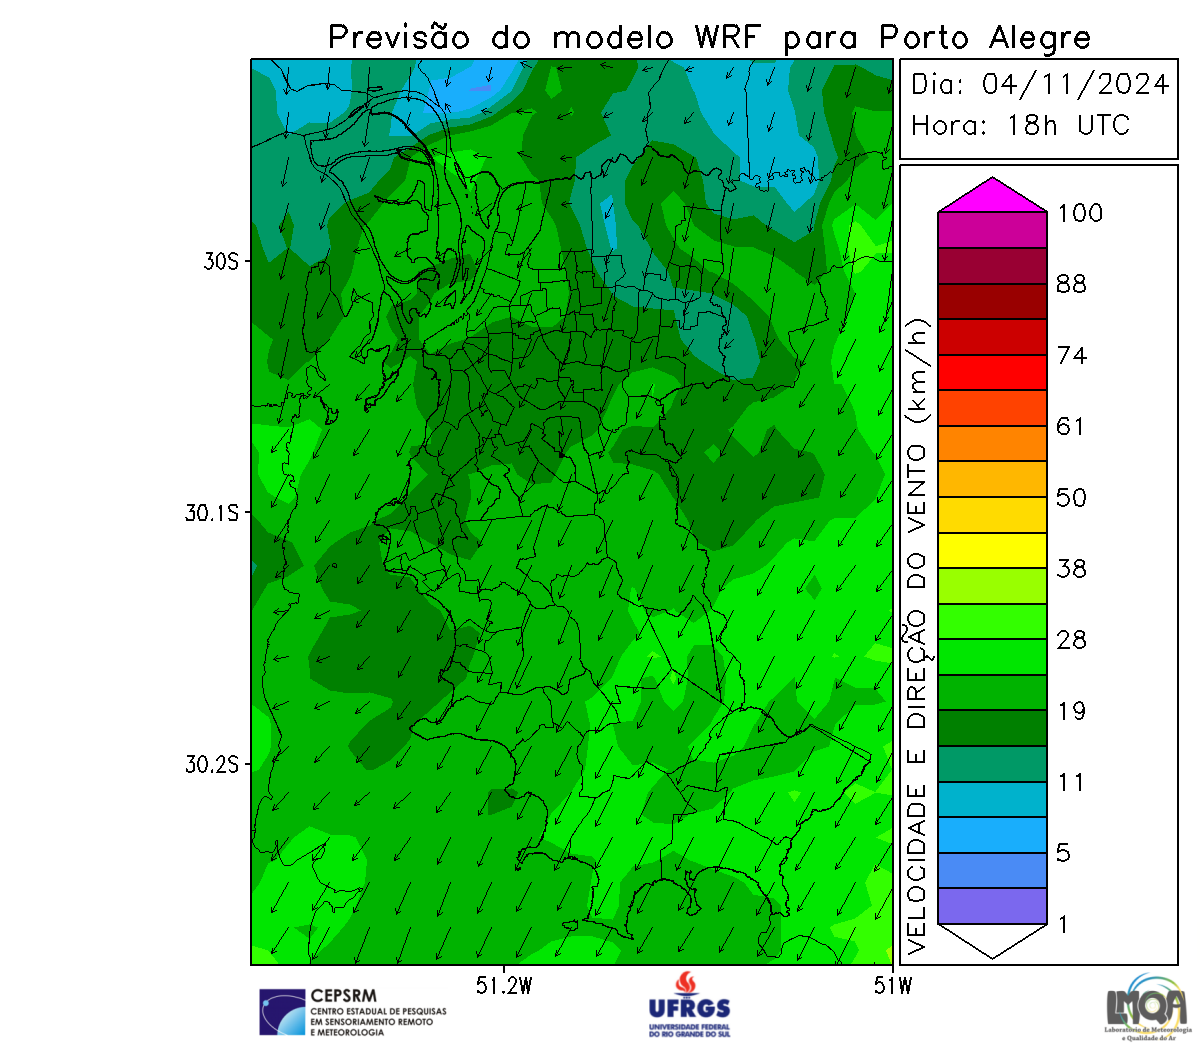 Previsão do modelo WRF para Porto Alegre
Dia: 04/11/2024
Hora: 18h UTC
30S
30.1S
30.2S
51.2W
51W
VELOCIDADE E DIREÇÃO DO VENTO (km/h)
100
88
74
61
50
38
28
19
11
5
1
CEPSRM
CENTRO ESTADUAL DE PESQUISAS
EM SENSORIAMENTO REMOTO
E METEOROLOGIA
UFRGS
UNIVERSIDADE FEDERAL
DO RIO GRANDE DO SUL
LMQA
Laboratório de Meteorologia
e Qualidade do Ar